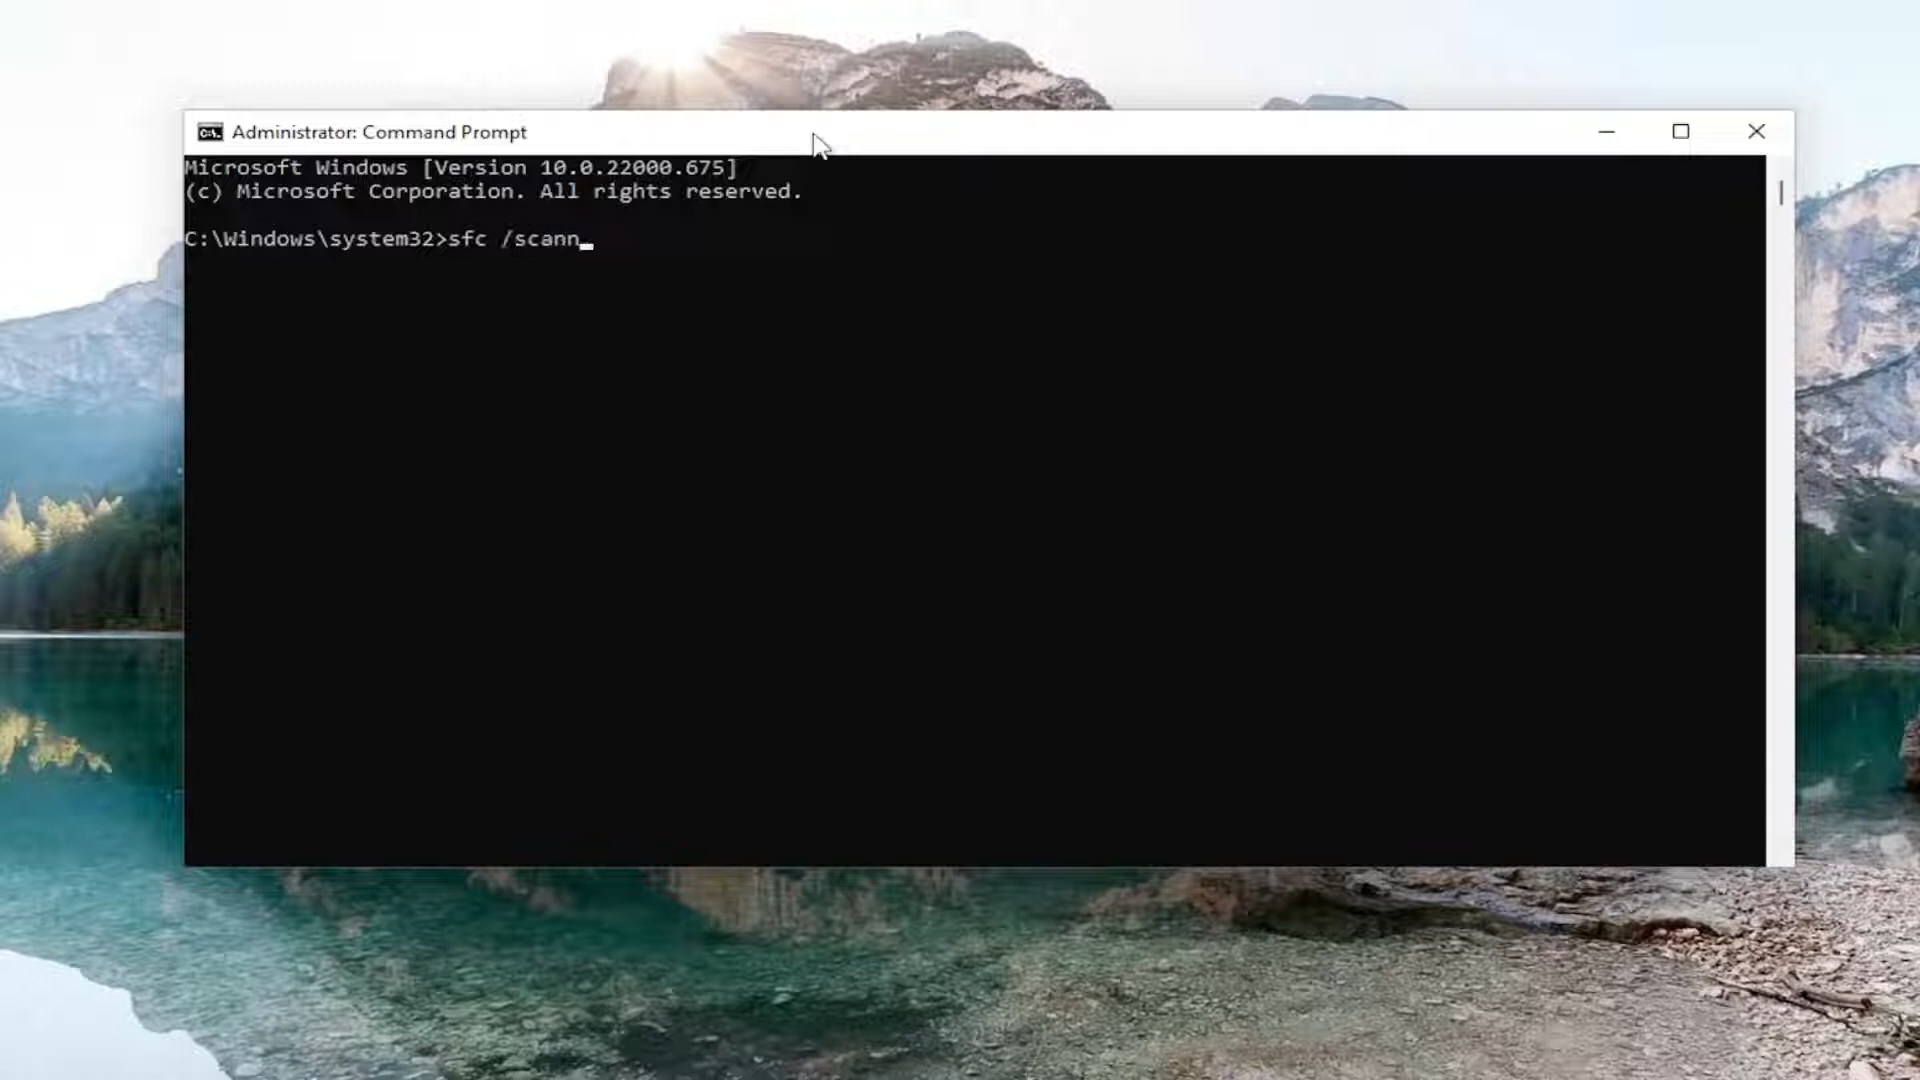 Administrator: Command Prompt
Microsoft Windows [Version 10.0.22000.675]
(c) Microsoft Corporation. All rights reserved.
C:\Windows\system32>sfc /scann